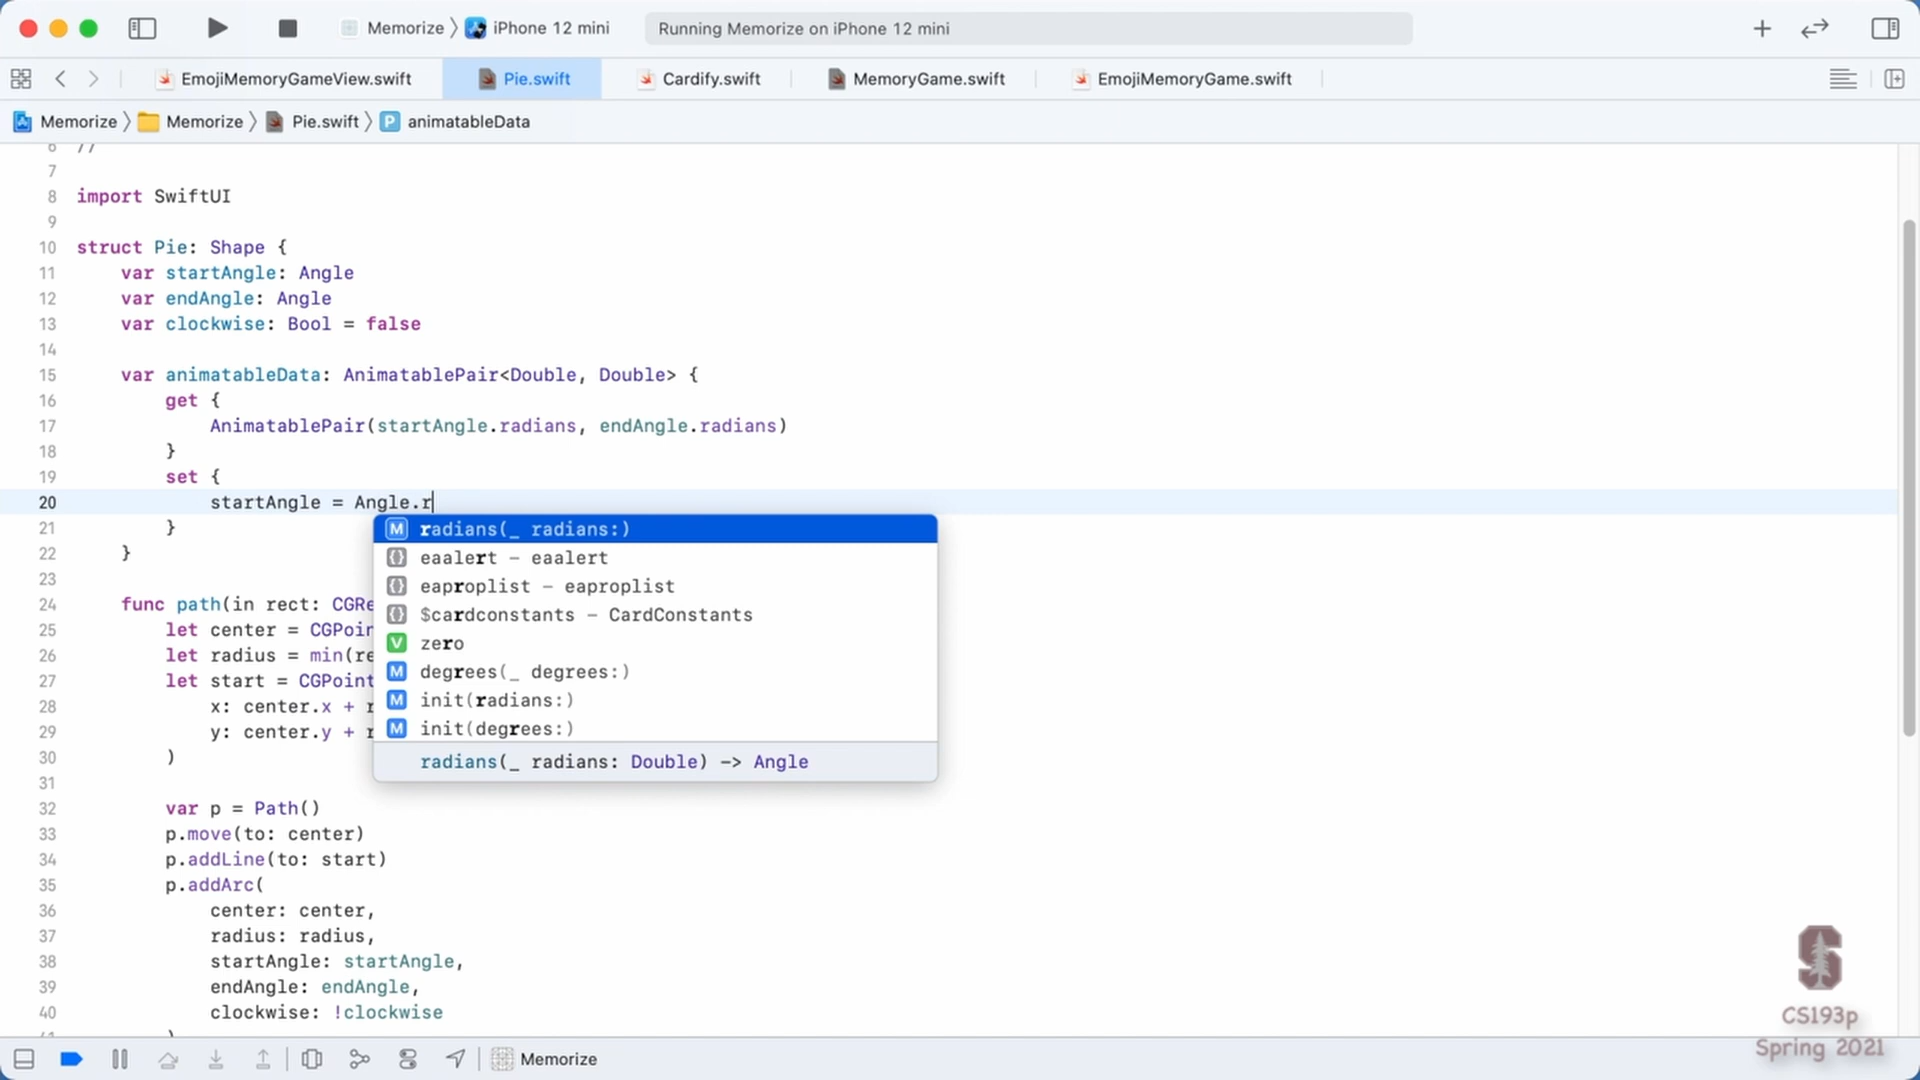 Memorize 〉 iPhone 12 mini
Running Memorize on iPhone 12 mini
EmojiMemoryGameView.swift
Pie.swift
Cardify.swift
MemoryGame.swift
EmojiMemoryGame.swift
Memorize 〉 Memorize 〉 Pie.swift 〉 P animatableData
6 //
7
8 import SwiftUI
9
10 struct Pie: Shape {
11 var startAngle: Angle
12 var endAngle: Angle
13 var clockwise: Bool = false
14
15 var animatableData: AnimatablePair<Double, Double> {
16 get {
17 AnimatablePair(startAngle.radians, endAngle.radians)
18 }
19 set {
20 startAngle = Angle.r
M radians(_ radians:)
{} eaalert – eaalert
{} eaproplist – eaproplist
{} $cardconstants – CardConstants
V zero
M degrees(_ degrees:)
M init(radians:)
M init(degrees:)
radians(_ radians: Double) -> Angle
21 }
22 }
23
24 func path(in rect: CGRe
25 let center = CGPoin
26 let radius = min(re
27 let start = CGPoint
28 x: center.x + r
29 y: center.y + r
30 )
31
32 var p = Path()
33 p.move(to: center)
34 p.addLine(to: start)
35 p.addArc(
36 center: center,
37 radius: radius,
38 startAngle: startAngle,
39 endAngle: endAngle,
40 clockwise: !clockwise
41 )
Memorize
S
CS193p
Spring 2021